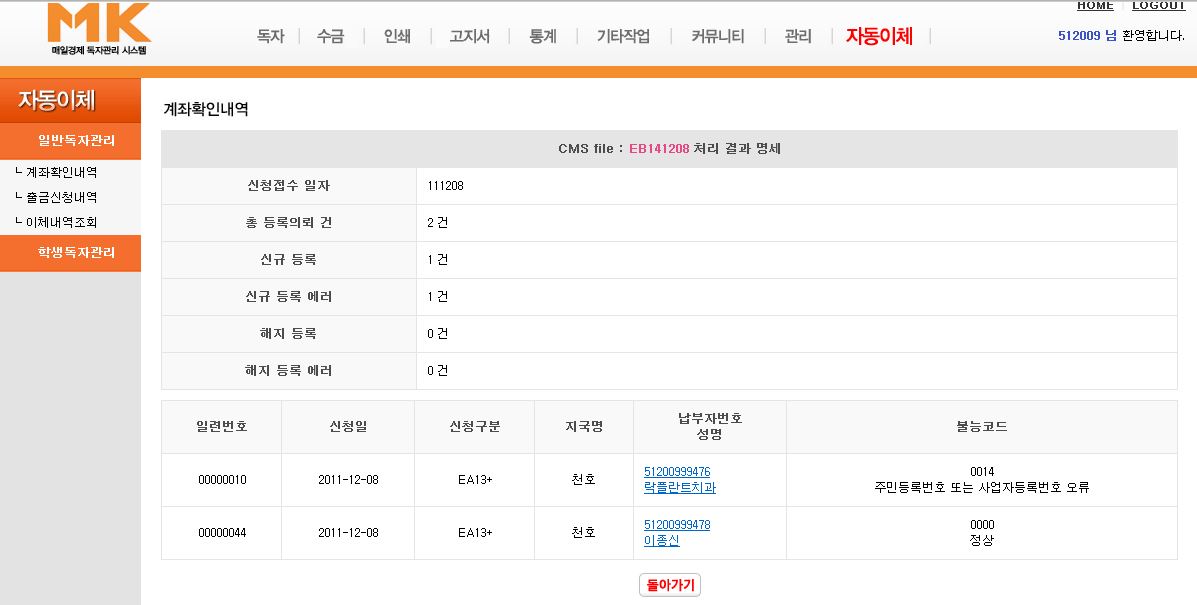 HOME LOGOUT
MK
매일경제 독자관리 시스템
독자 수금 인쇄 고지서 통계 기타작업 커뮤니티 관리 자동이체
512009 님 환영합니다.
자동이체
일반독자관리
└ 계좌확인내역
└ 출금신청내역
└ 이체내역조회
학생독자관리
계좌확인내역
CMS file : EB141208 처리 결과 명세
신청접수 일자 111208
총 등록의뢰 건 2 건
신규 등록 1 건
신규 등록 에러 1 건
해지 등록 0 건
해지 등록 에러 0 건
일련번호 신청일 신청구분 지국명 납부자번호 불능코드
성명
00000010 2011-12-08 EA13+ 천호 51200999476 0014
락플란트치과 주민등록번호 또는 사업자등록번호 오류
00000044 2011-12-08 EA13+ 천호 51200999478 0000
이종신 정상
돌아가기